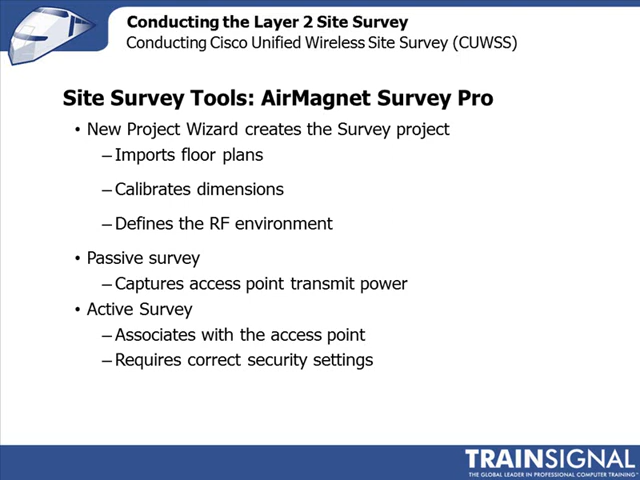 Conducting the Layer 2 Site Survey
Conducting Cisco Unified Wireless Site Survey (CUWSS)
Site Survey Tools: AirMagnet Survey Pro
• New Project Wizard creates the Survey project
– Imports floor plans
– Calibrates dimensions
– Defines the RF environment
• Passive survey
– Captures access point transmit power
• Active Survey
– Associates with the access point
– Requires correct security settings
TRAINSIGNAL
THE GLOBAL LEADER IN PROFESSIONAL COMPUTER TRAINING